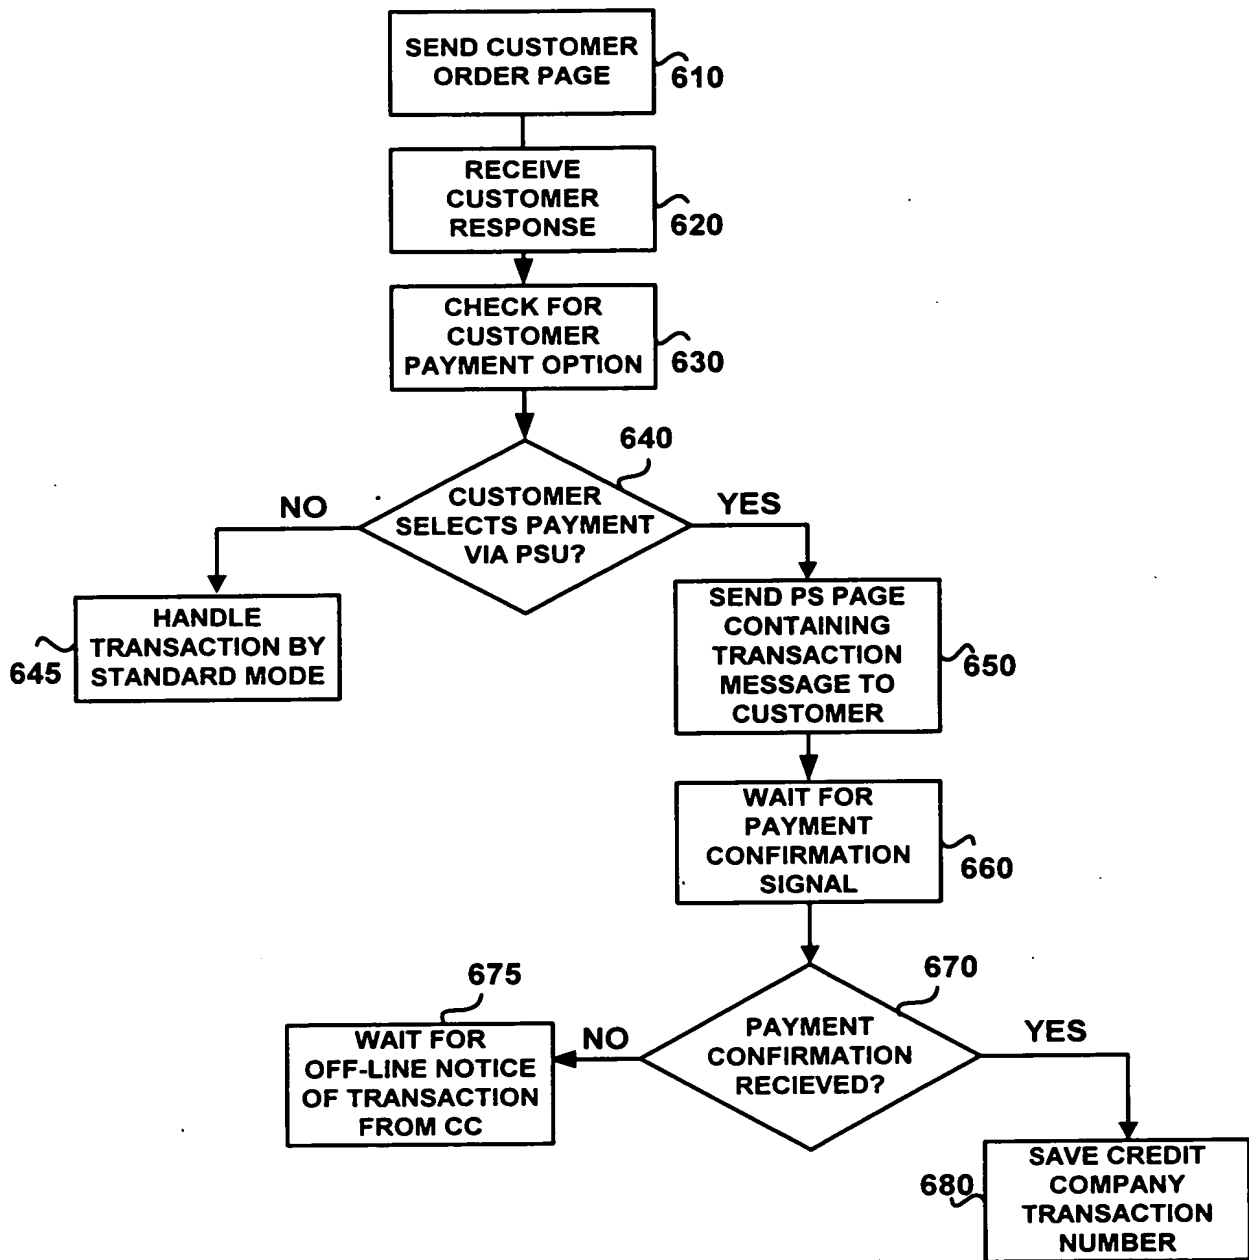 SEND CUSTOMER
ORDER PAGE
610
RECEIVE
CUSTOMER
RESPONSE
620
CHECK FOR
CUSTOMER
PAYMENT OPTION
630
640
CUSTOMER
SELECTS PAYMENT
VIA PSU?
NO
YES
HANDLE
TRANSACTION BY
STANDARD MODE
645
SEND PS PAGE
CONTAINING
TRANSACTION
MESSAGE TO
CUSTOMER
650
WAIT FOR
PAYMENT
CONFIRMATION
SIGNAL
660
670
PAYMENT
CONFIRMATION
RECIEVED?
NO
YES
675
WAIT FOR
OFF-LINE NOTICE
OF TRANSACTION
FROM CC
SAVE CREDIT
COMPANY
TRANSACTION
NUMBER
680